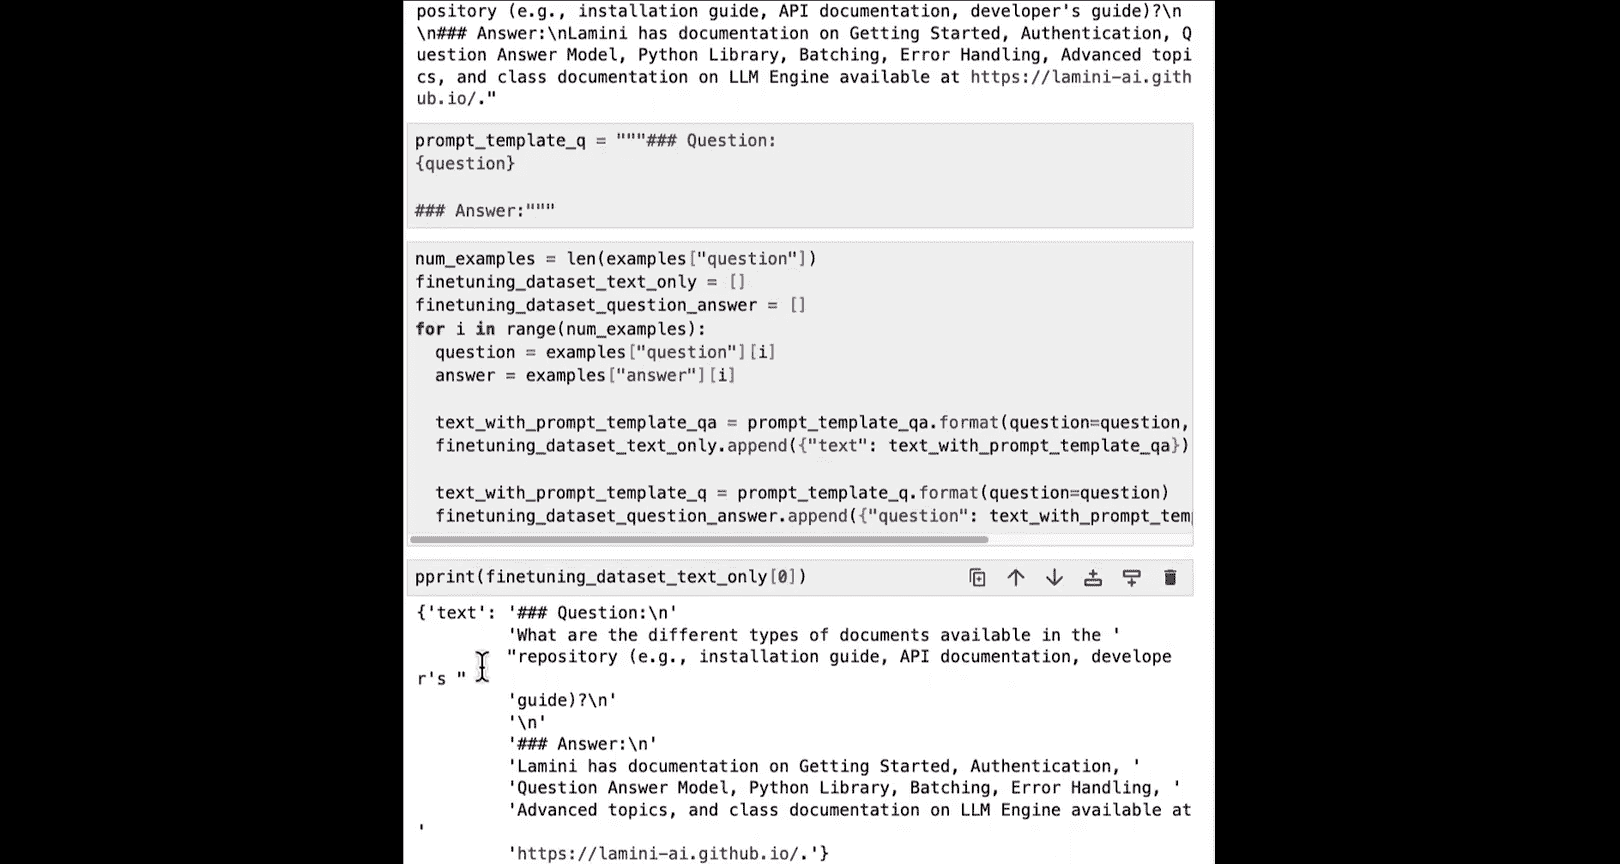 pository (e.g., installation guide, API documentation, developer's guide)?\n
\n### Answer:\nLamini has documentation on Getting Started, Authentication, Q
uestion Answer Model, Python Library, Batching, Error Handling, Advanced topi
cs, and class documentation on LLM Engine available at https://lamini-ai.gith
ub.io/."
prompt_template_q = """### Question:
{question}
### Answer:"""
num_examples = len(examples["question"])
finetuning_dataset_text_only = []
finetuning_dataset_question_answer = []
for i in range(num_examples):
  question = examples["question"][i]
  answer = examples["answer"][i]
  text_with_prompt_template_qa = prompt_template_qa.format(question=question,
  finetuning_dataset_text_only.append({"text": text_with_prompt_template_qa})
  text_with_prompt_template_q = prompt_template_q.format(question=question)
  finetuning_dataset_question_answer.append({"question": text_with_prompt_tem
pprint(finetuning_dataset_text_only[0])
{'text': '### Question:\n'
         'What are the different types of documents available in the '
         "repository (e.g., installation guide, API documentation, develope
r's "
         'guide)?\n'
         '\n'
         '### Answer:\n'
         'Lamini has documentation on Getting Started, Authentication, '
         'Question Answer Model, Python Library, Batching, Error Handling, '
         'Advanced topics, and class documentation on LLM Engine available at
'
         'https://lamini-ai.github.io/.'}